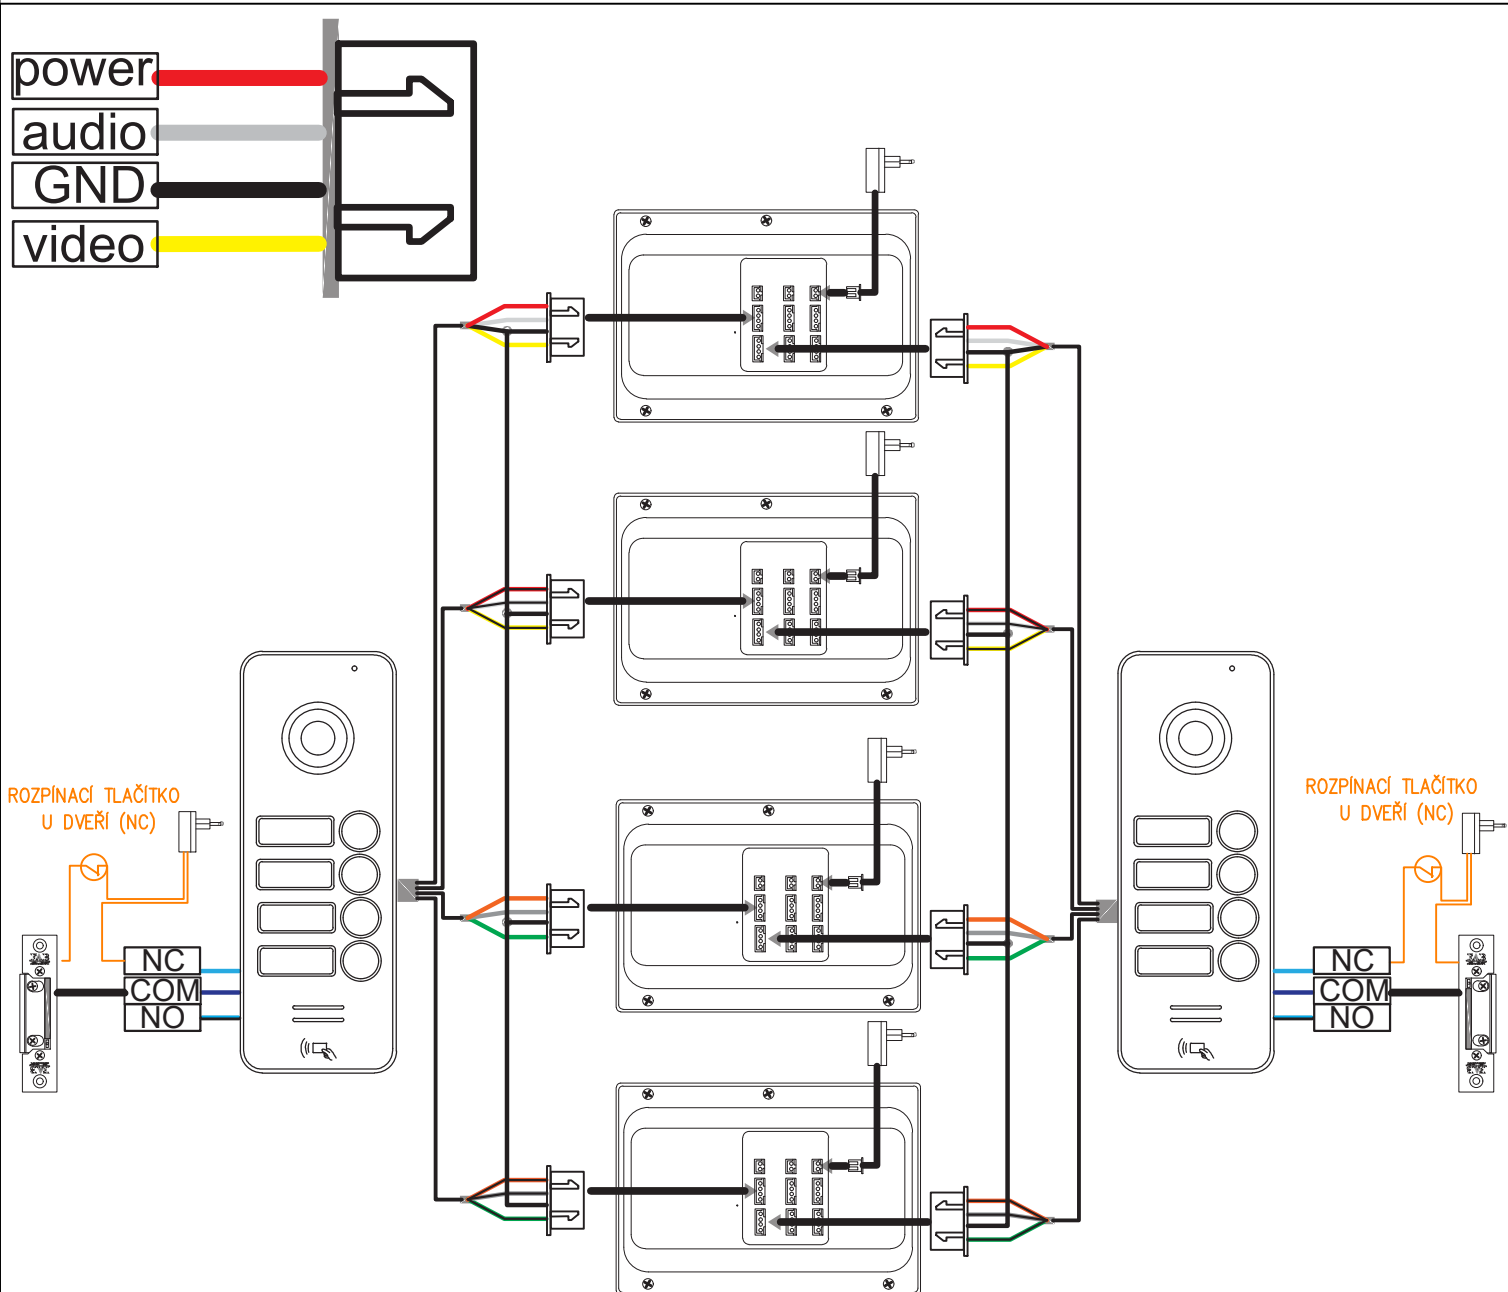 power
audio
GND
video
ROZPÍNACÍ TLAČÍTKO
U DVEŘÍ (NC)
NC
COM
NO
ROZPÍNACÍ TLAČÍTKO
U DVEŘÍ (NC)
NC
COM
NO